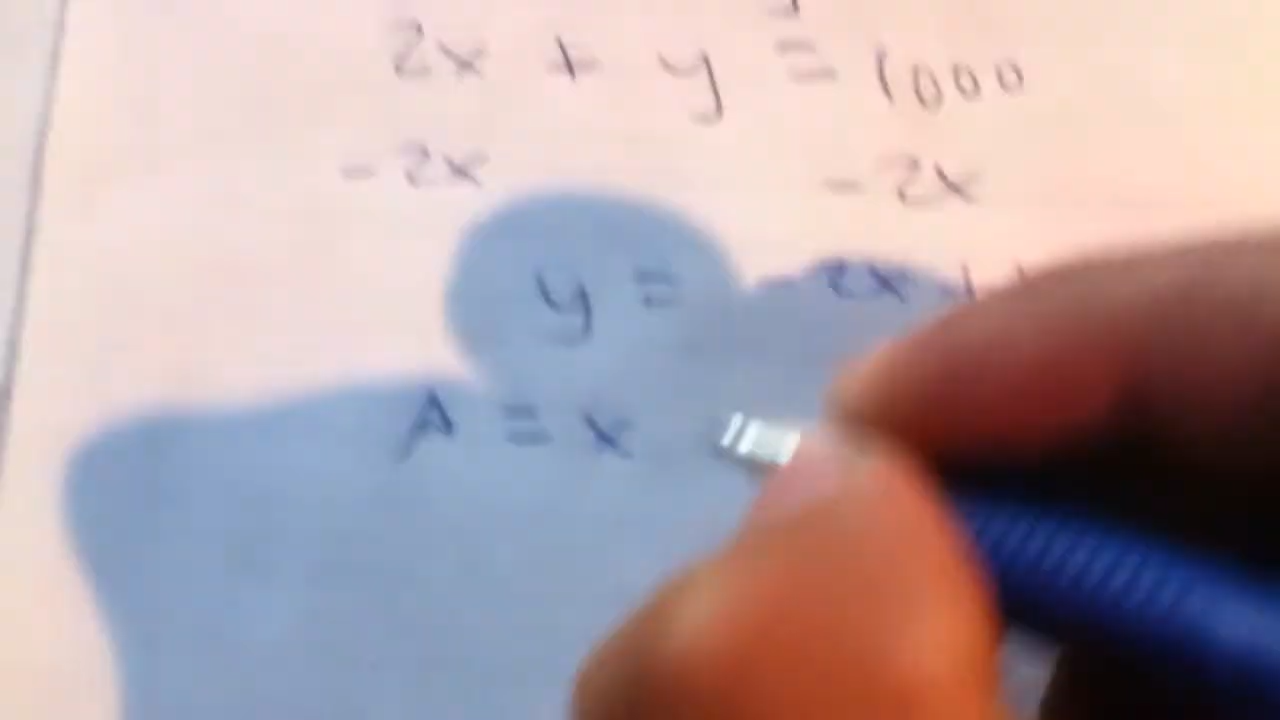 2x + y = 1000
-2x -2x
y = 2x +
A = x